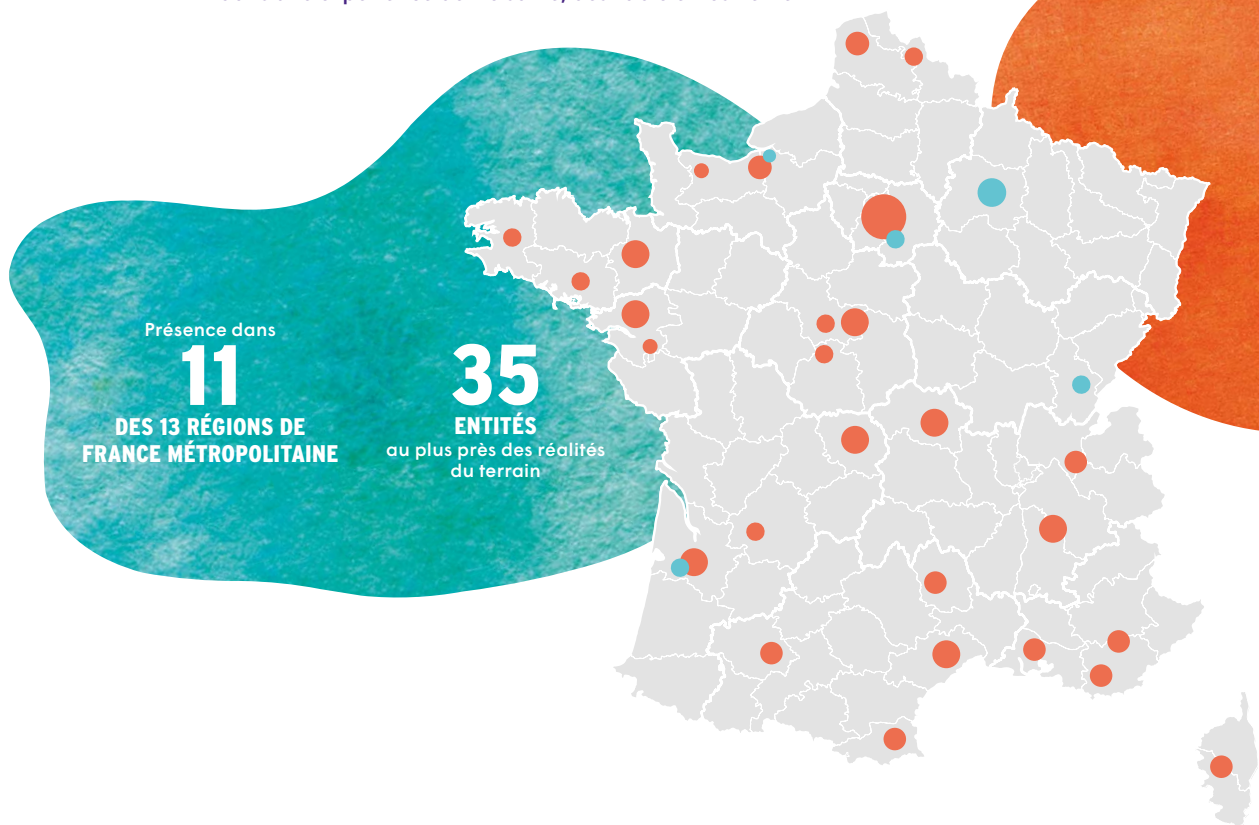 Présence dans
11
DES 13 RÉGIONS DE
FRANCE MÉTROPOLITAINE
35
ENTITÉS
au plus près des réalités
du terrain